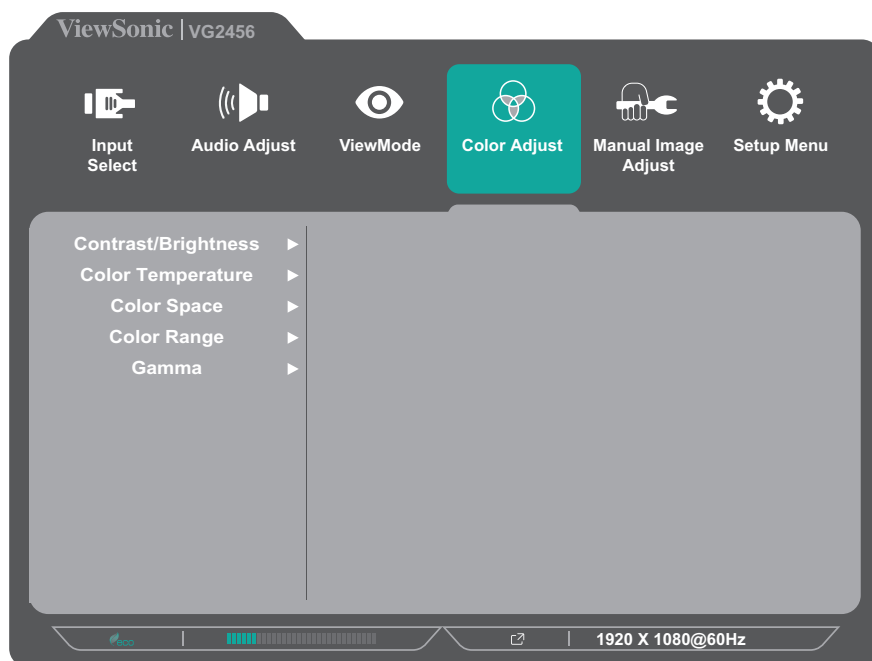 ViewSonic | VG2456
Input Select
Audio Adjust
ViewMode
Color Adjust
Manual Image Adjust
Setup Menu
Contrast/Brightness ►
Color Temperature ►
Color Space ►
Color Range ►
Gamma ►
eco | 1920 X 1080@60Hz